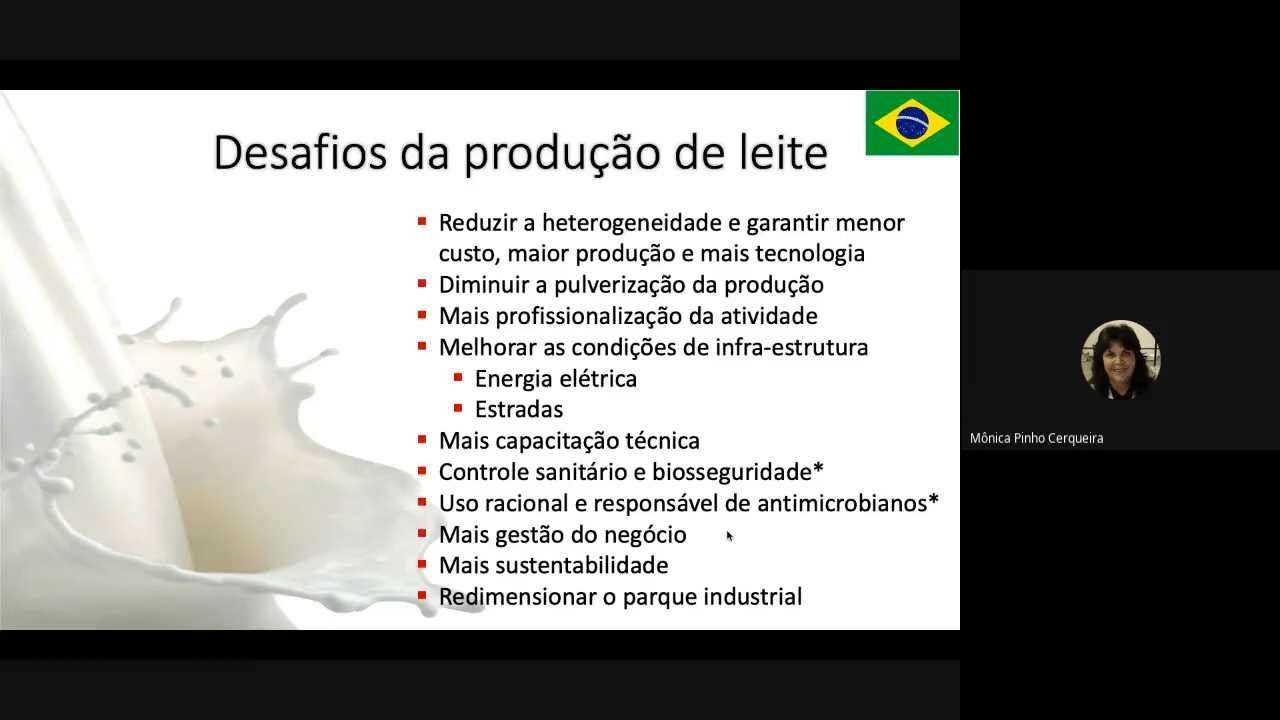 Desafios da produção de leite
Reduzir a heterogeneidade e garantir menor
custo, maior produção e mais tecnologia
Diminuir a pulverização da produção
Mais profissionalização da atividade
Melhorar as condições de infra-estrutura
Energia elétrica
Estradas
Mais capacitação técnica
Controle sanitário e biosseguridade*
Uso racional e responsável de antimicrobianos*
Mais gestão do negócio
Mais sustentabilidade
Redimensionar o parque industrial
Mônica Pinho Cerqueira